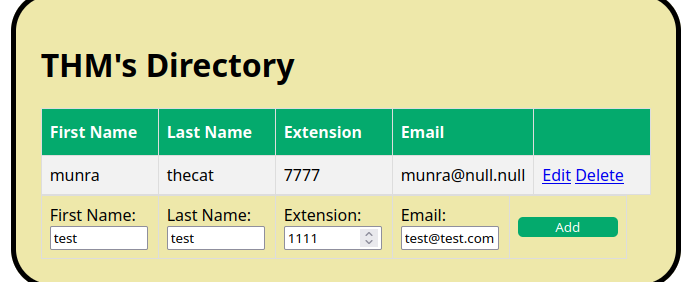 THM's Directory
First Name Last Name Extension Email
munra thecat 7777 munra@null.null Edit Delete
First Name: Last Name: Extension: Email:
test test 1111 test@test.com Add